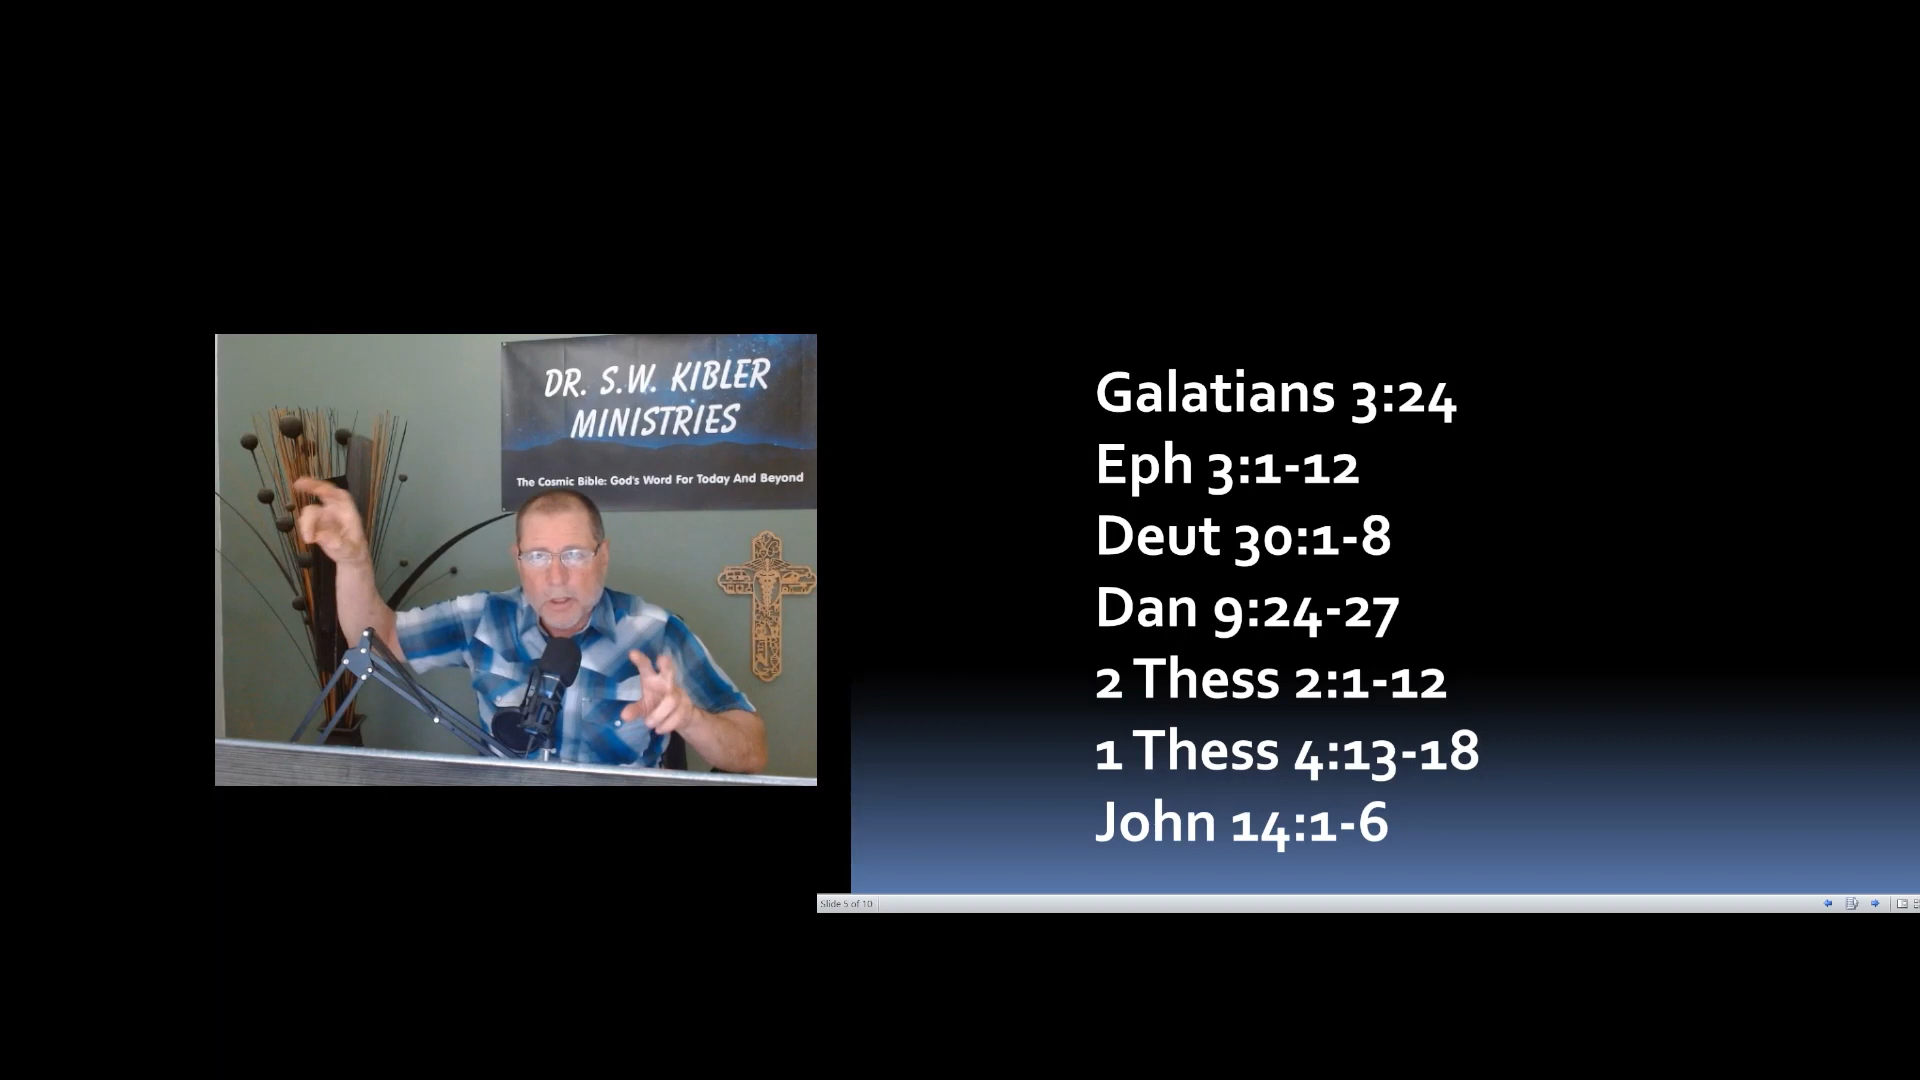 DR. S.W. KIBLER
MINISTRIES
The Cosmic Bible: God's Word For Today And Beyond
Galatians 3:24
Eph 3:1-12
Deut 30:1-8
Dan 9:24-27
2 Thess 2:1-12
1 Thess 4:13-18
John 14:1-6
Slide 5 of 10